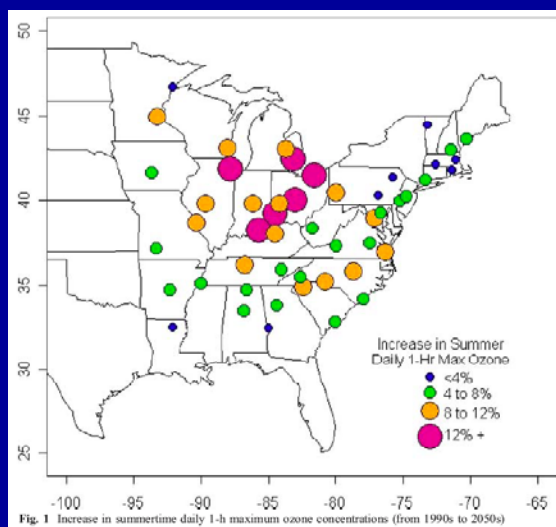 50
45
40
35
30
25
Increase in Summer
Daily 1-Hr Max Ozone
<4%
4 to 8%
8 to 12%
12% +
-100 -95 -90 -85 -80 -75 -70 -65
Fig. 1 Increase in summertime daily 1-h maximum ozone concentrations (from 1990s to 2050s)